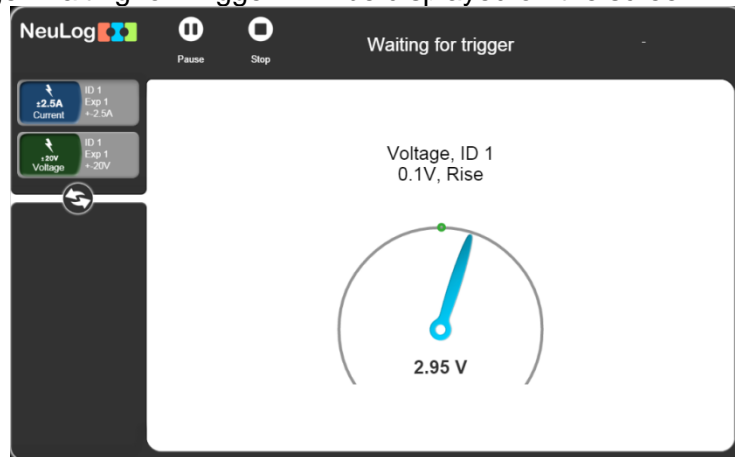 NeuLog
Pause
Stop
Waiting for trigger
-
±2.5A
Current
ID 1
Exp 1
+-2.5A
±20V
Voltage
ID 1
Exp 1
+-20V
Voltage, ID 1
0.1V, Rise
2.95 V